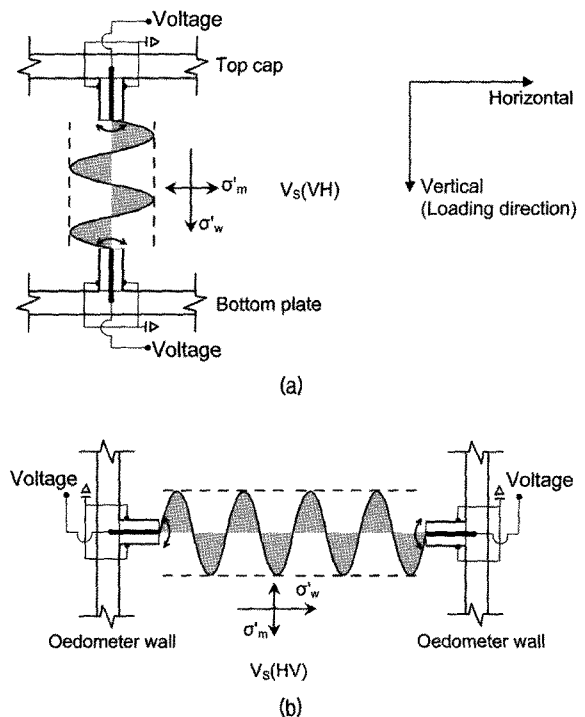 Voltage
Top cap
Horizontal
σ'm
Vs(VH)
Vertical
(Loading direction)
σ'w
Bottom plate
Voltage
(a)
Voltage
Voltage
σ'w
σ'm
Oedometer wall
Oedometer wall
Vs(HV)
(b)